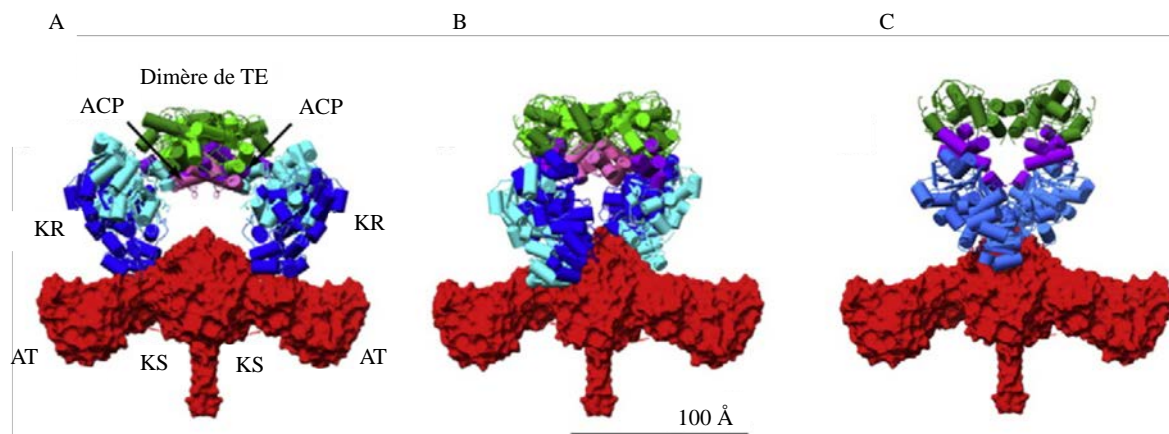 A B C
Dimère de TE
ACP ACP
KR KR
AT KS KS AT
100 Å